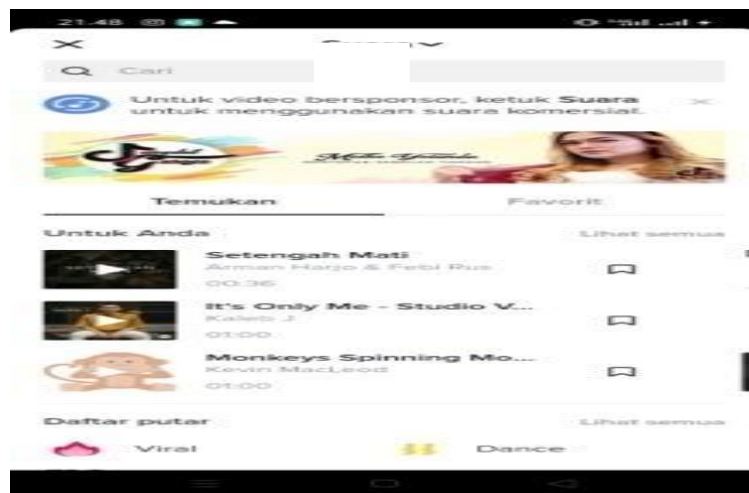 21.48
Cari
Untuk video bersponsor, ketuk Suara
untuk menggunakan suara komersial.
Temukan
Favorit
Untuk Anda
Lihat semua
Setengah Mati
Arman Harjo & Febi Rus...
00:36
It's Only Me - Studio V...
Kaleb J
01:00
Monkeys Spinning Mo...
Kevin MacLeod
01:00
Daftar putar
Lihat semua
Viral
Dance